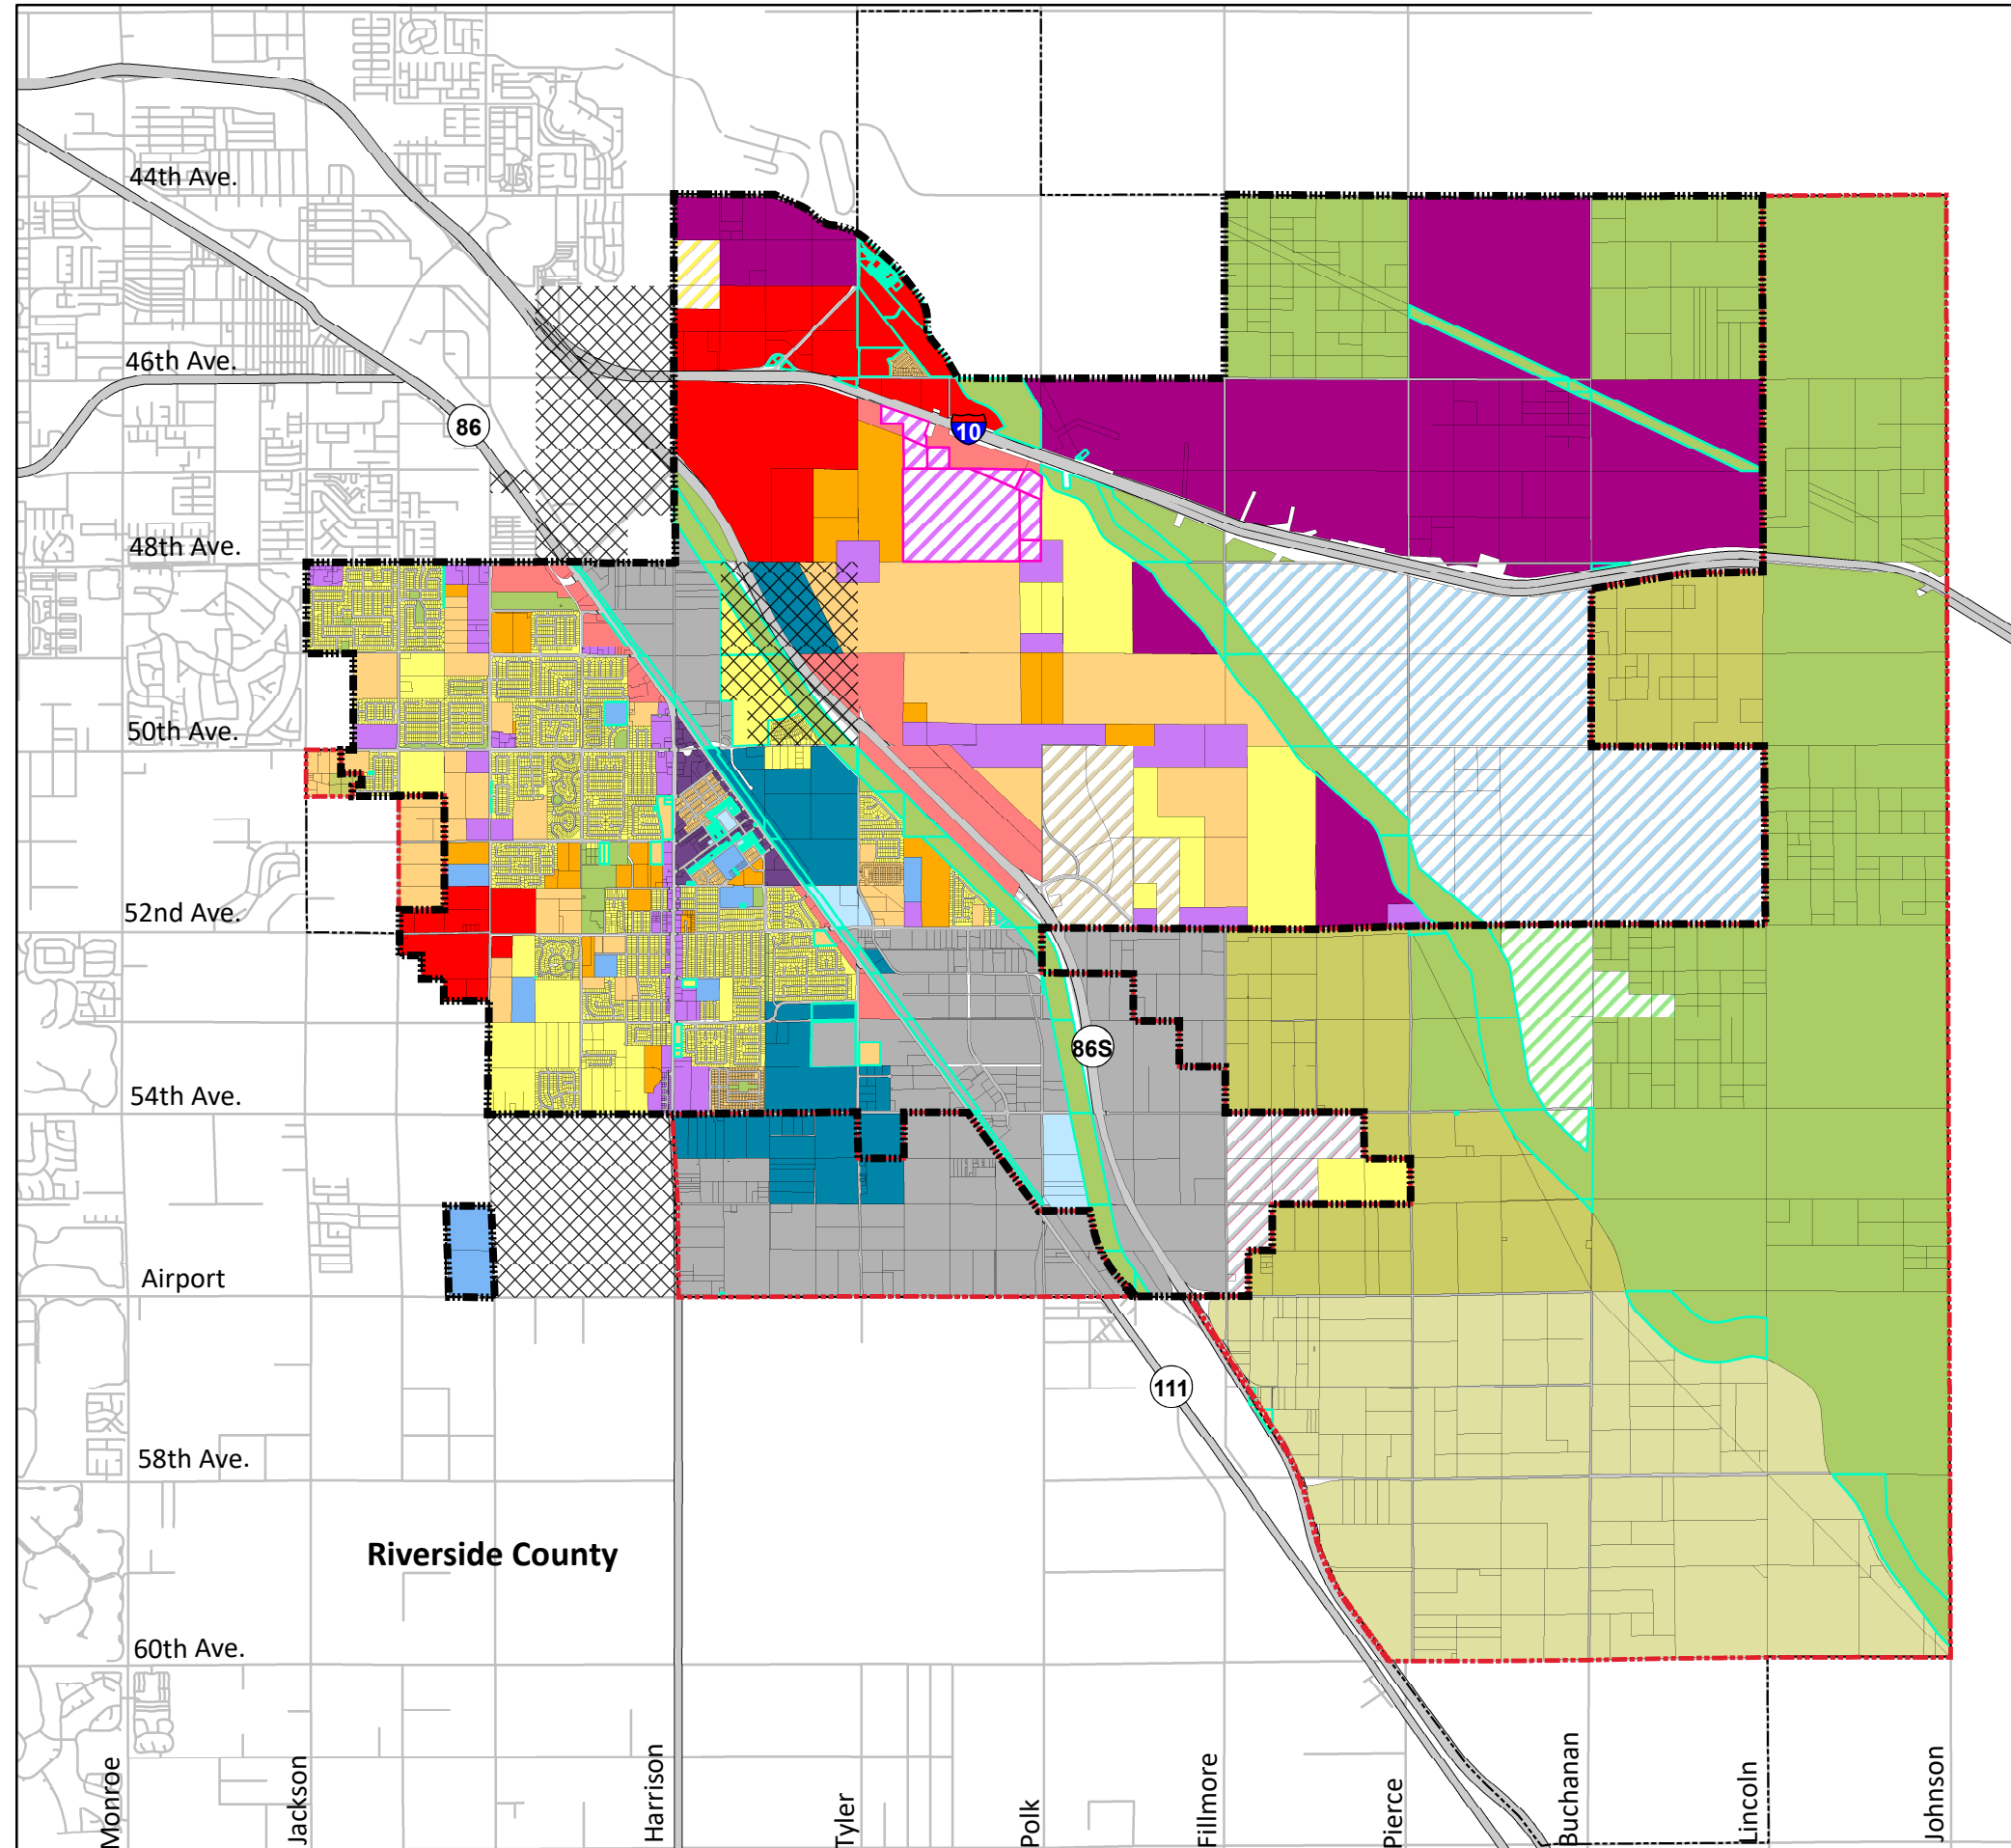 44th Ave.
46th Ave.
86
10
48th Ave.
50th Ave.
52nd Ave.
86S
54th Ave.
Airport
111
58th Ave.
Riverside County
60th Ave.
Monroe
Jackson
Harrison
Tyler
Polk
Fillmore
Pierce
Buchanan
Lincoln
Johnson